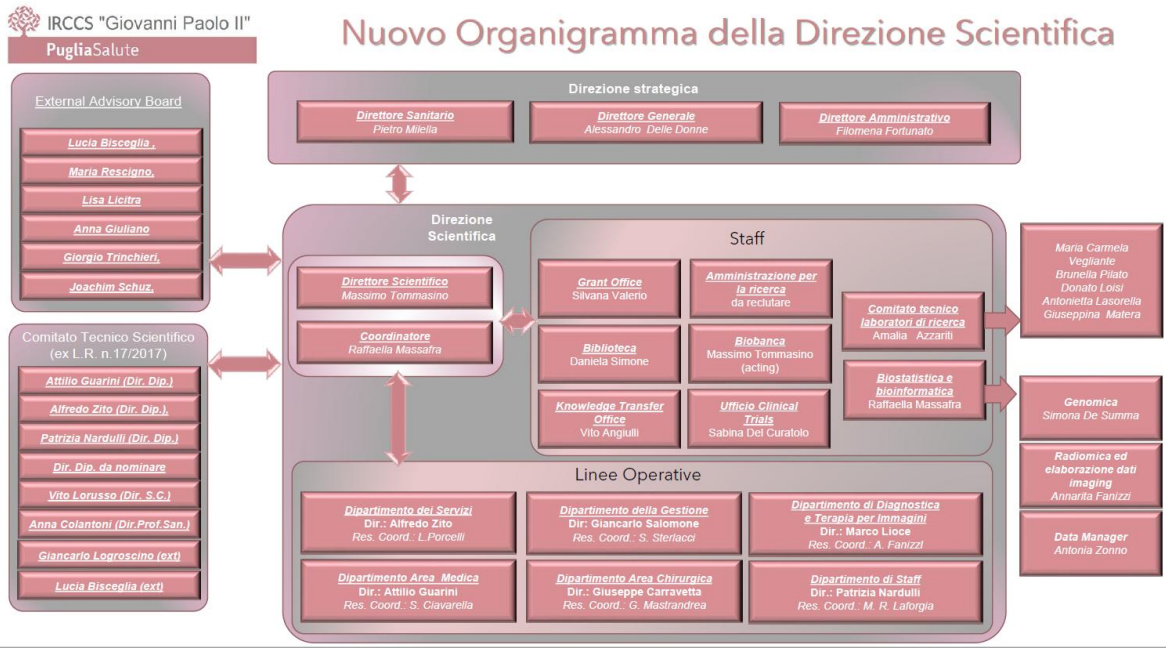 IRCCS "Giovanni Paolo II"
PugliaSalute
Nuovo Organigramma della Direzione Scientifica
External Advisory Board
Lucia Bisceglia ,
Maria Rescigno,
Lisa Licitra
Anna Giuliano
Giorgio Trinchieri,
Joachim Schuz,
Comitato Tecnico Scientifico
(ex L.R. n.17/2017)
Attilio Guarini (Dir. Dip.)
Alfredo Zito (Dir. Dip.),
Patrizia Nardulli (Dir. Dip.)
Dir. Dip. da nominare
Vito Lorusso (Dir. S.C.)
Anna Colantoni (Dir.Prof.San.)
Giancarlo Logroscino (ext)
Lucia Bisceglia (ext)
Direzione strategica
Direttore Sanitario
Pietro Milella
Direttore Generale
Alessandro Delle Donne
Direttore Amministrativo
Filomena Fortunato
Direzione
Scientifica
Direttore Scientifico
Massimo Tommasino
Coordinatore
Raffaella Massafra
Staff
Grant Office
Silvana Valerio
Amministrazione per
la ricerca
da reclutare
Biblioteca
Daniela Simone
Biobanca
Massimo Tommasino
(acting)
Knowledge Transfer
Office
Vito Angiulli
Ufficio Clinical
Trials
Sabina Del Curatolo
Comitato tecnico
laboratori di ricerca
Amalia Azzariti
Biostatistica e
bioinformatica
Raffaella Massafra
Maria Carmela
Vegliante
Brunella Pilato
Donato Loisi
Antonietta Lasorella
Giuseppina Matera
Genomica
Simona De Summa
Radiomica ed
elaborazione dati
imaging
Annarita Fanizzi
Data Manager
Antonia Zonno
Linee Operative
Dipartimento dei Servizi
Dir.: Alfredo Zito
Res. Coord.: L.Porcelli
Dipartimento della Gestione
Dir: Giancarlo Salomone
Res. Coord.: S. Sterlacci
Dipartimento di Diagnostica
e Terapia per Immagini
Dir.: Marco Lioce
Res. Coord.: A. FanizzI
Dipartimento Area Medica
Dir.: Attilio Guarini
Res. Coord.: S. Ciavarella
Dipartimento Area Chirurgica
Dir.: Giuseppe Carravetta
Res. Coord.: G. Mastrandrea
Dipartimento di Staff
Dir.: Patrizia Nardulli
Res. Coord.: M. R. Laforgia